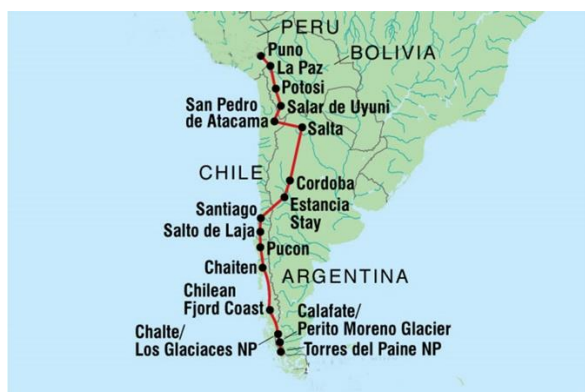 PERU
BOLIVIA
Puno
La Paz
Potosi
Salar de Uyuni
San Pedro
de Atacama
Salta
CHILE
Cordoba
Estancia
Stay
Santiago
Salto de Laja
Pucon
Chaiten
ARGENTINA
Chilean
Fjord Coast
Calafate/
Perito Moreno Glacier
Chalte/
Los Glaciaces NP
Torres del Paine NP